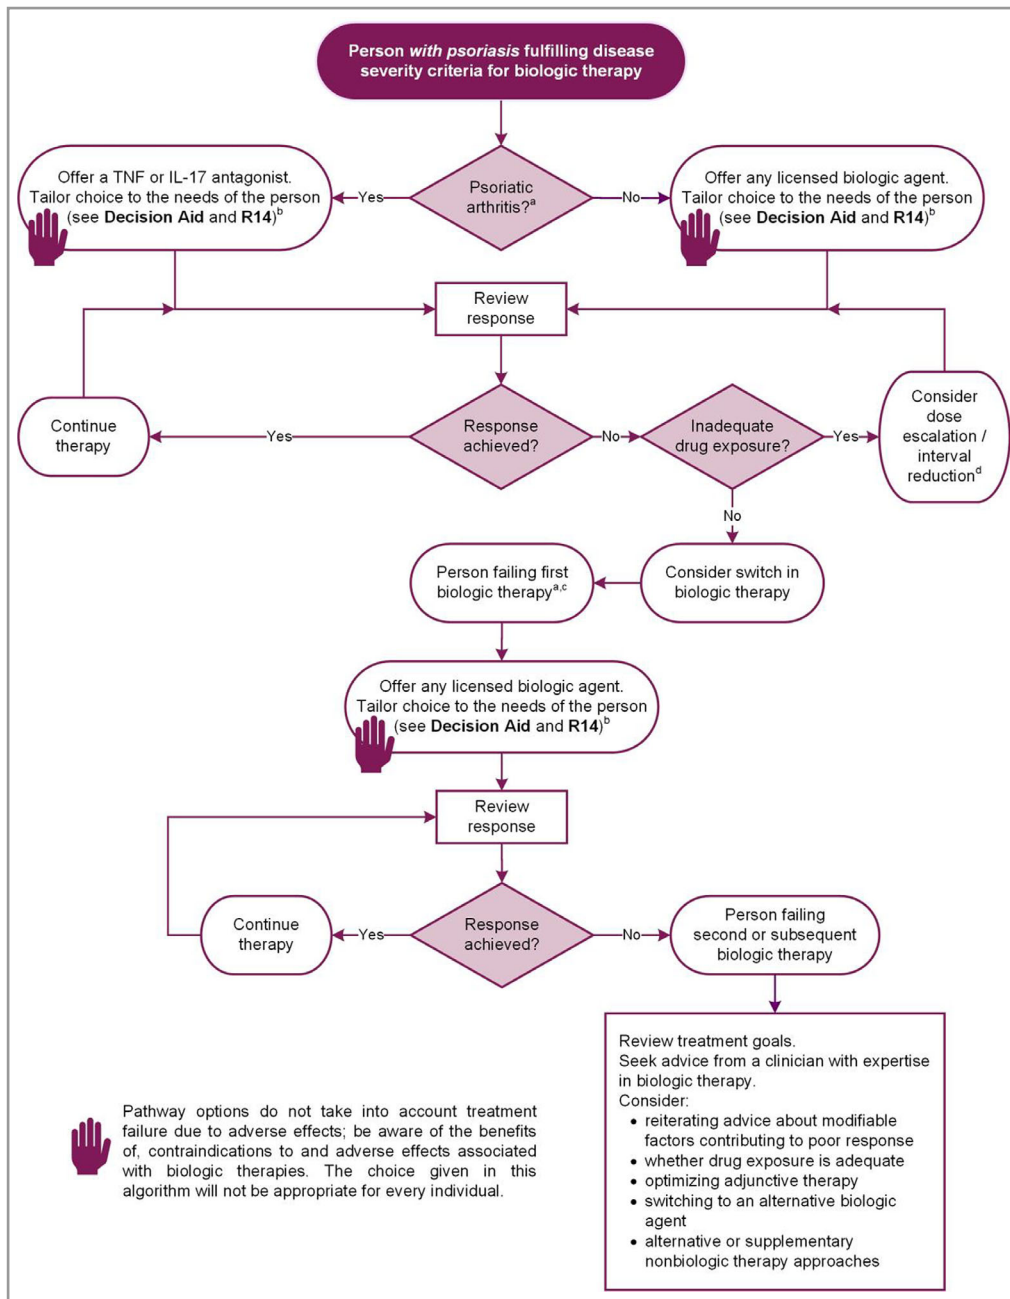 Person with psoriasis fulfilling disease
severity criteria for biologic therapy
Offer a TNF or IL-17 antagonist.
Tailor choice to the needs of the person
(see Decision Aid and R14)b
Yes
Psoriatic
arthritis?a
No
Offer any licensed biologic agent.
Tailor choice to the needs of the person
(see Decision Aid and R14)b
Review
response
Continue
therapy
Yes
Response
achieved?
No
Inadequate
drug exposure?
Yes
Consider
dose
escalation /
interval
reductiond
No
Person failing first
biologic therapya,c
Consider switch in
biologic therapy
Offer any licensed biologic agent.
Tailor choice to the needs of the person
(see Decision Aid and R14)b
Review
response
Continue
therapy
Yes
Response
achieved?
No
Person failing
second or subsequent
biologic therapy
Review treatment goals.
Seek advice from a clinician with expertise
in biologic therapy.
Consider:
• reiterating advice about modifiable
factors contributing to poor response
• whether drug exposure is adequate
• optimizing adjunctive therapy
• switching to an alternative biologic
agent
• alternative or supplementary
nonbiologic therapy approaches
Pathway options do not take into account treatment
failure due to adverse effects; be aware of the benefits
of, contraindications to and adverse effects associated
with biologic therapies. The choice given in this
algorithm will not be appropriate for every individual.